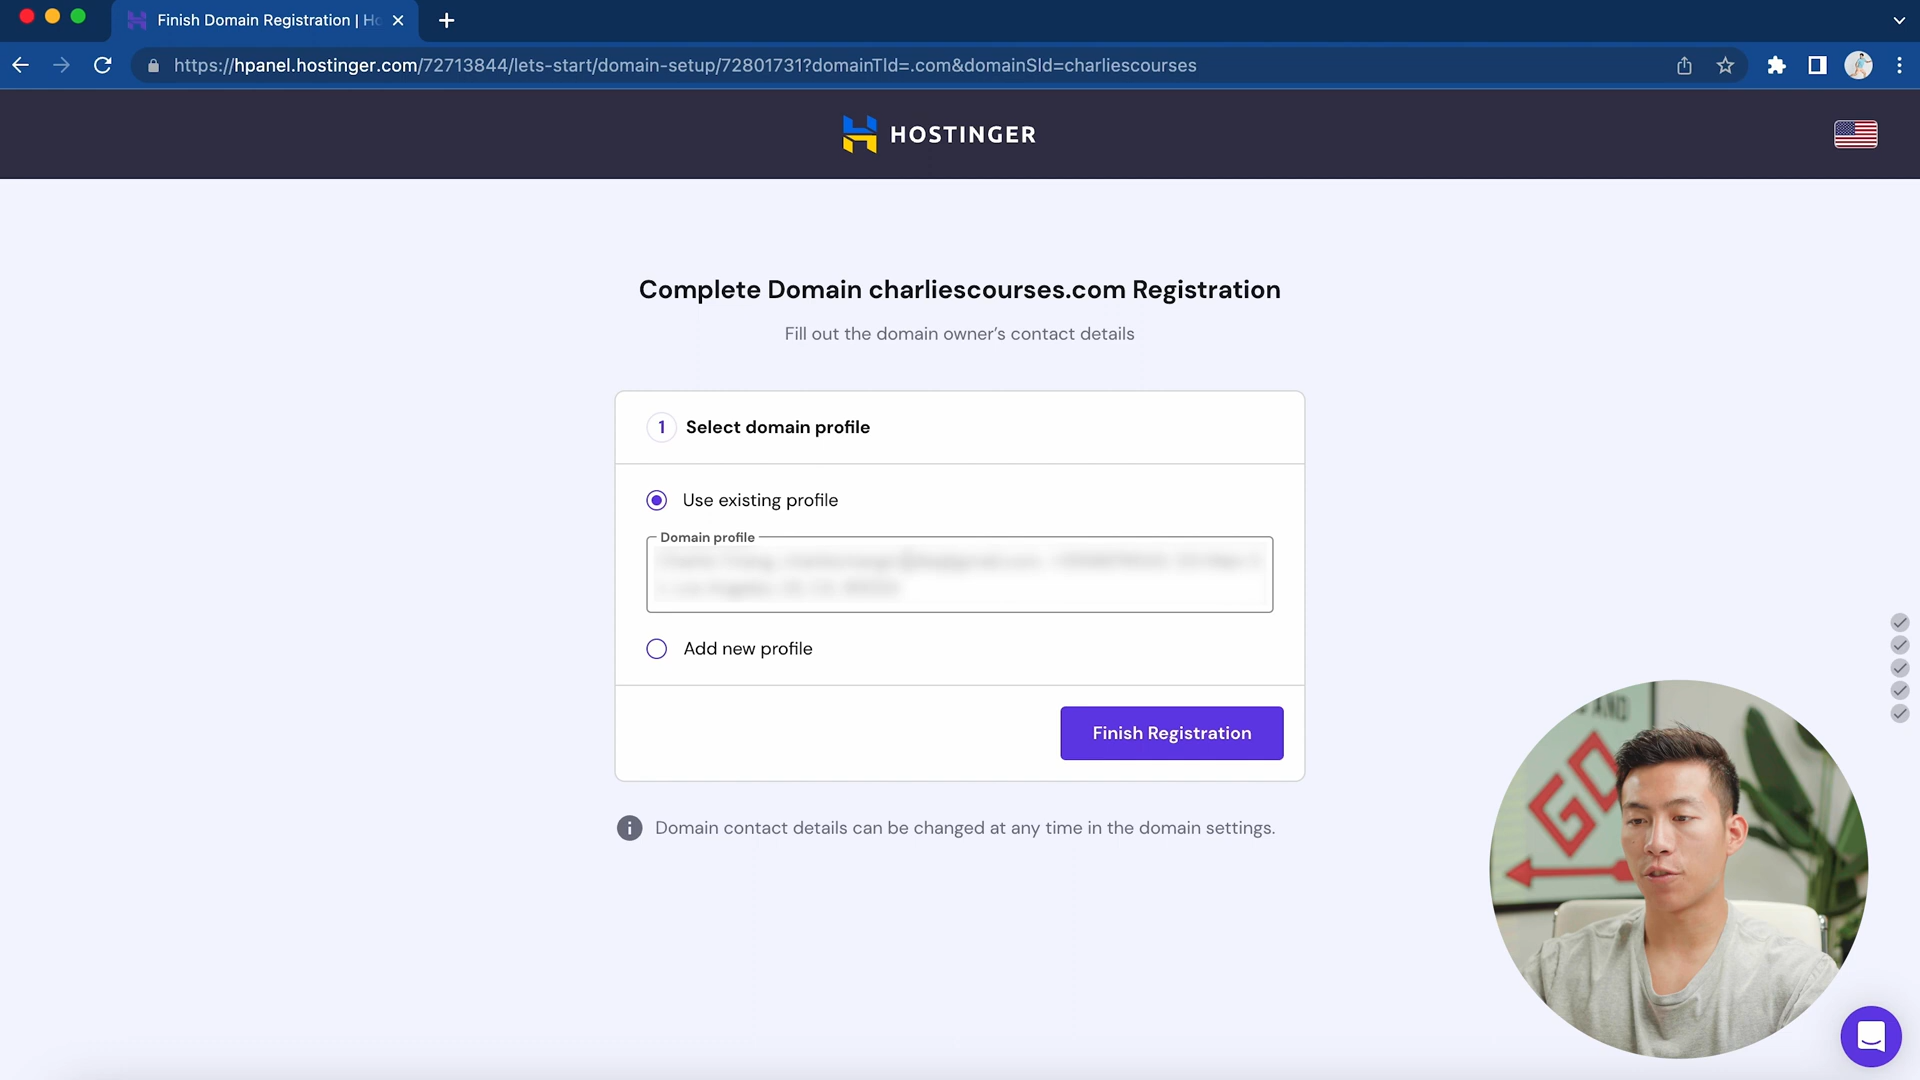 Finish Domain Registration | Ho
https://hpanel.hostinger.com/72713844/lets-start/domain-setup/72801731?domainTld=.com&domainSld=charliescourses
HOSTINGER
Complete Domain charliescourses.com Registration
Fill out the domain owner's contact details
1 Select domain profile
Use existing profile
Domain profile
Add new profile
Finish Registration
Domain contact details can be changed at any time in the domain settings.
AND
GO